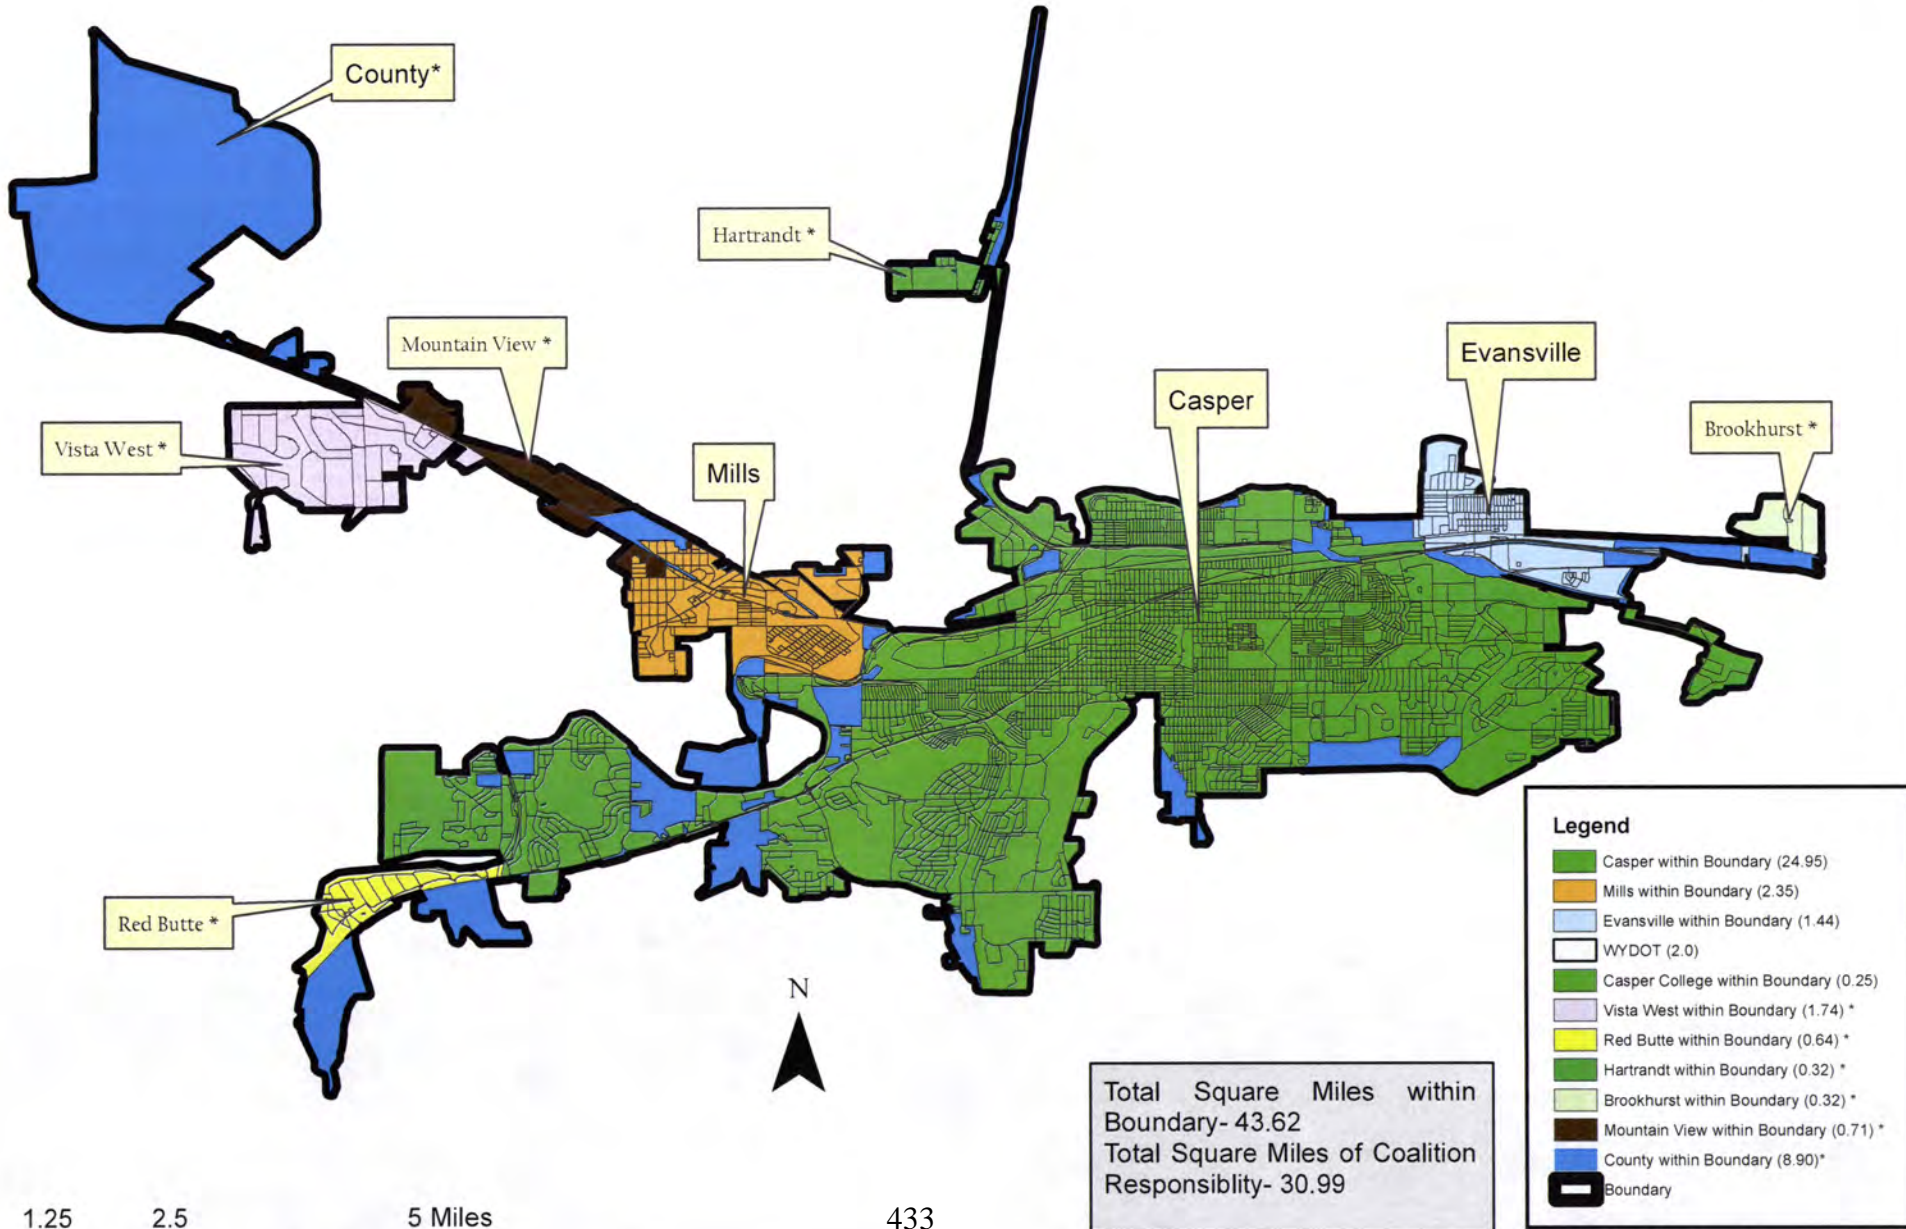 County*
Hartrandt *
Mountain View *
Evansville
Casper
Brookhurst *
Vista West *
Mills
Red Butte *
N
Legend
Casper within Boundary (24.95)
Mills within Boundary (2.35)
Evansville within Boundary (1.44)
WYDOT (2.0)
Casper College within Boundary (0.25)
Vista West within Boundary (1.74) *
Red Butte within Boundary (0.64) *
Hartrandt within Boundary (0.32) *
Brookhurst within Boundary (0.32) *
Mountain View within Boundary (0.71) *
County within Boundary (8.90)*
Boundary
Total Square Miles within
Boundary- 43.62
Total Square Miles of Coalition
Responsiblity- 30.99
1.25 2.5 5 Miles
433